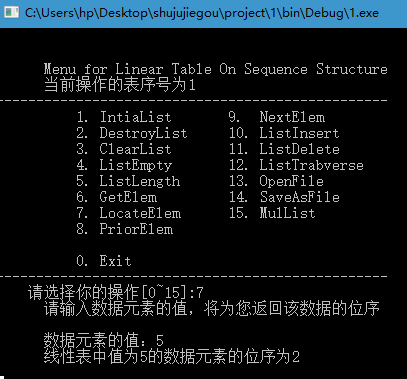 C:\Users\hp\Desktop\shujujiegou\project\1\bin\Debug\1.exe
Menu for Linear Table On Sequence Structure
当前操作的表序号为1
1. IntiaList 9. NextElem
2. DestroyList 10. ListInsert
3. ClearList 11. ListDelete
4. ListEmpty 12. ListTrabverse
5. ListLength 13. OpenFile
6. GetElem 14. SaveAsFile
7. LocateElem 15. MulList
8. PriorElem
0. Exit
请选择你的操作[0~15]:7
请输入数据元素的值，将为您返回该数据的位序
数据元素的值：5
线性表中值为5的数据元素的位序为2